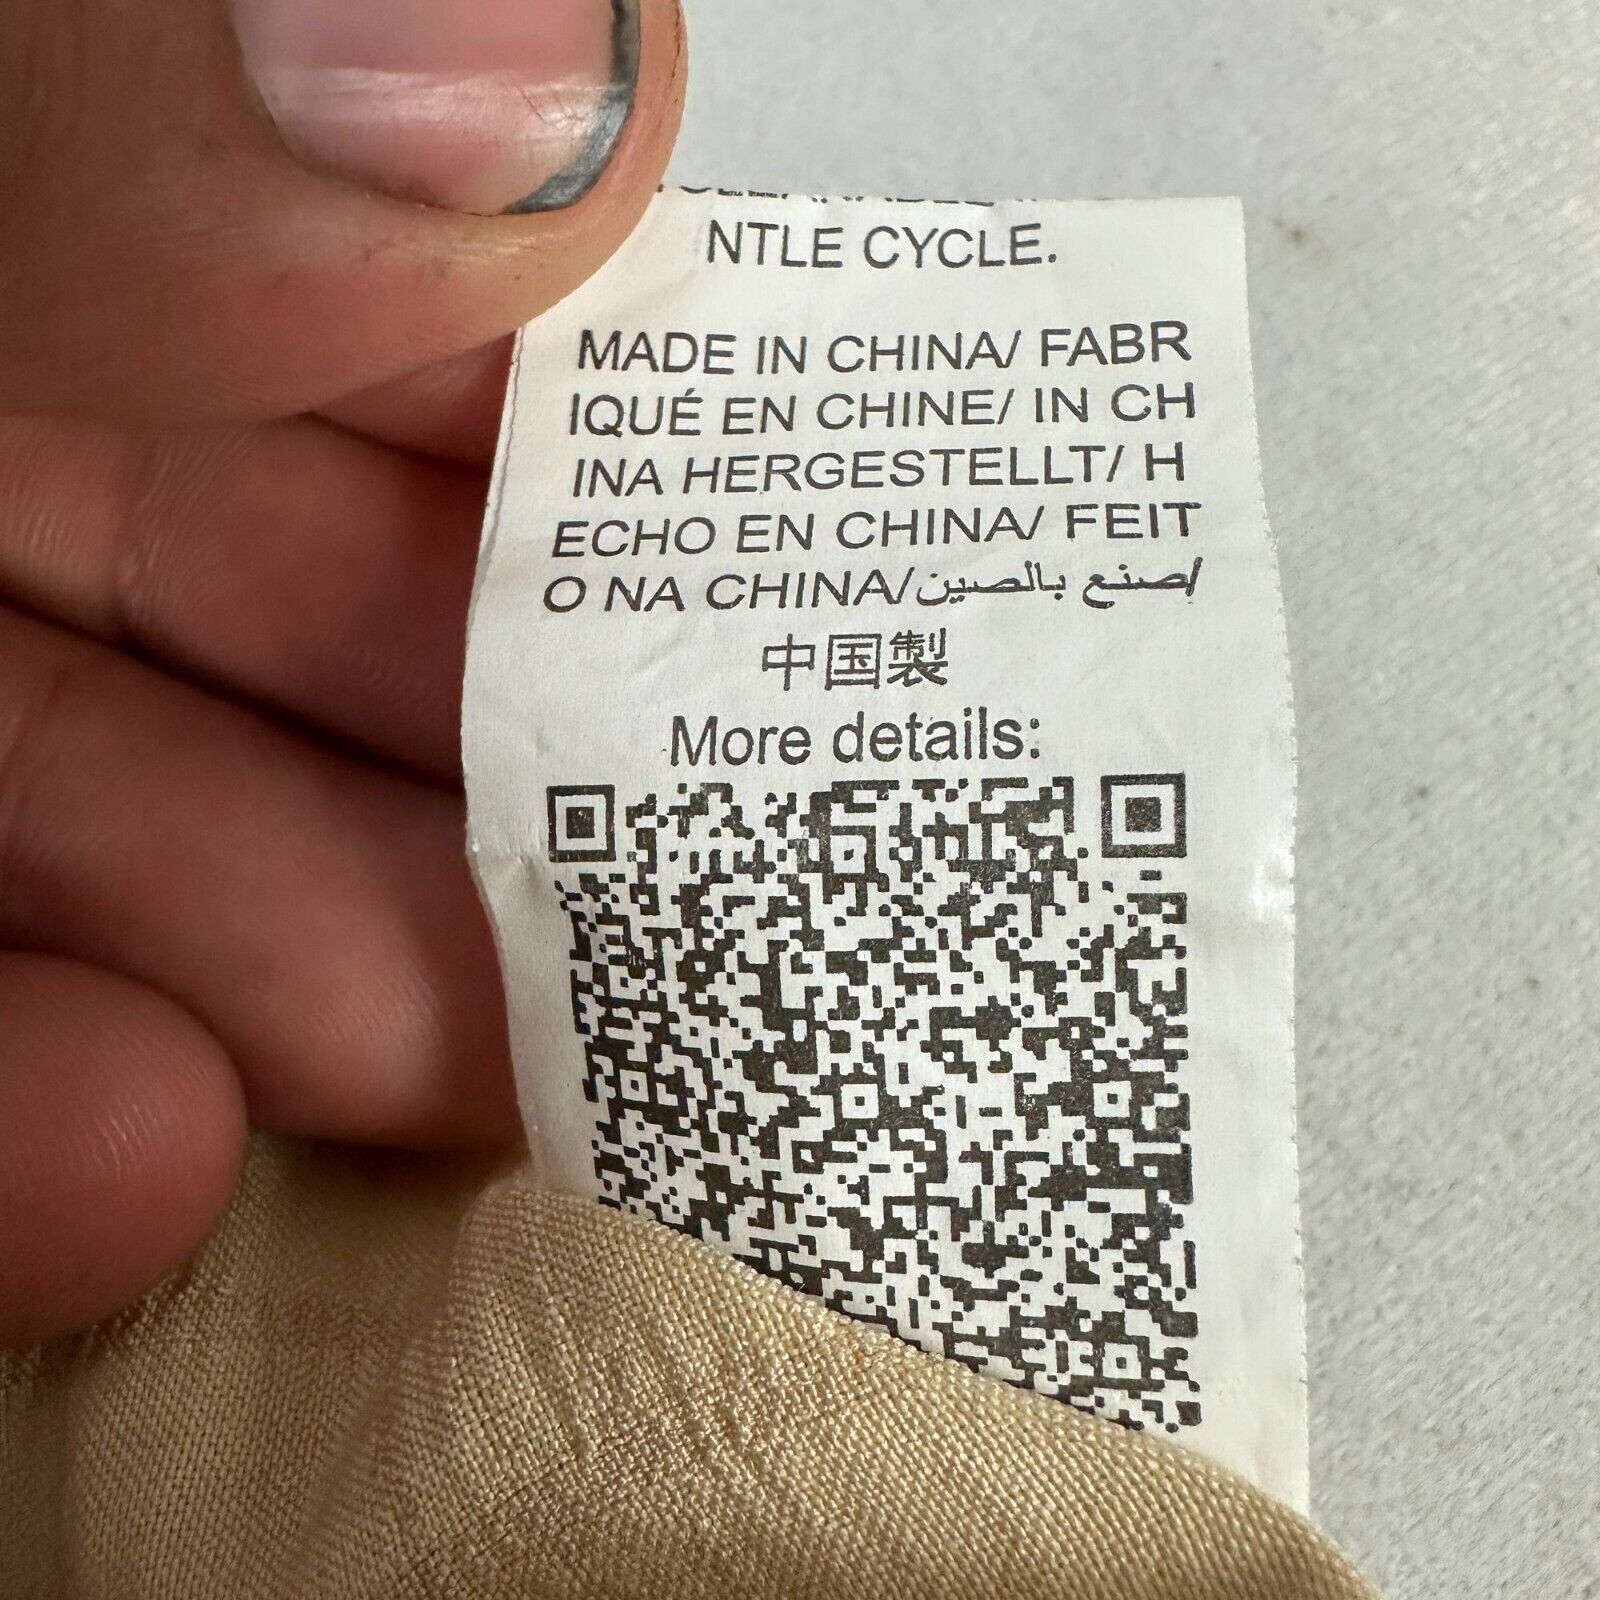 NTLE CYCLE.
MADE IN CHINA/ FABR
IQUÉ EN CHINE/ IN CH
INA HERGESTELLT/ H
ECHO EN CHINA/ FEIT
O NA CHINA/صنع بالصين/
中国製
More details: